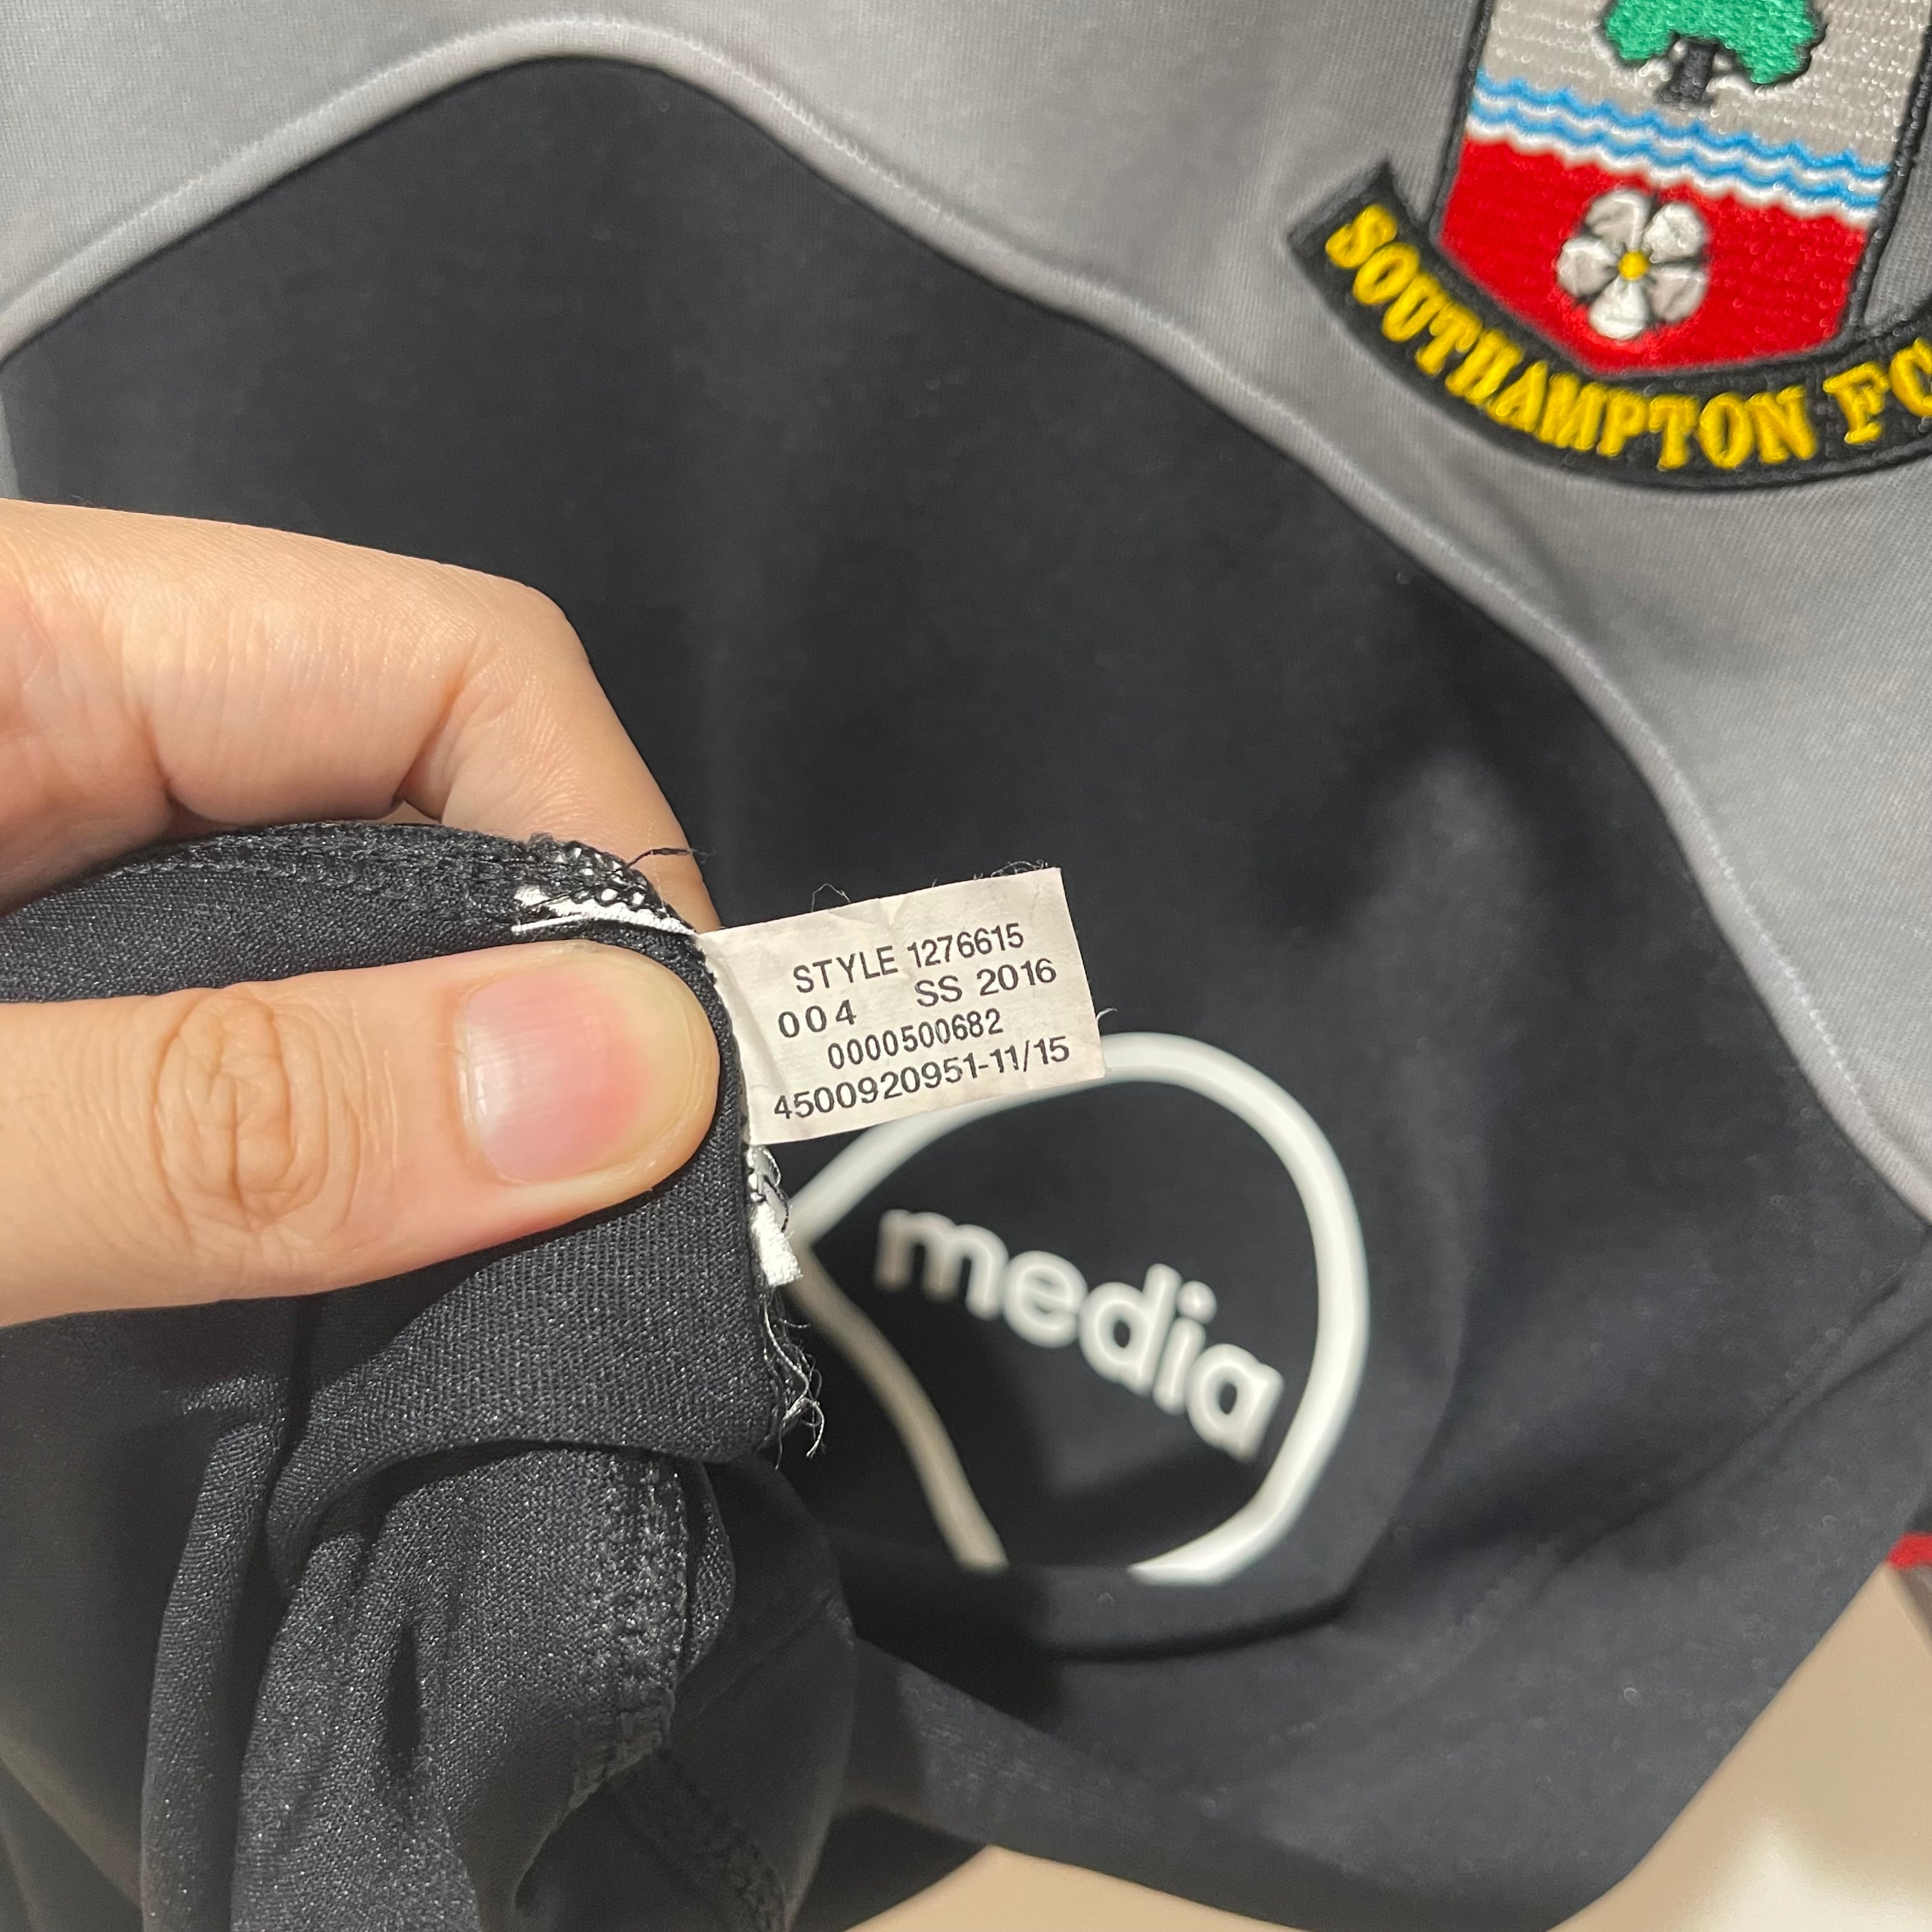 SOUTHAMPTON FC
STYLE 1276615
004 SS 2016
0000500682
4500920951-11/15
media